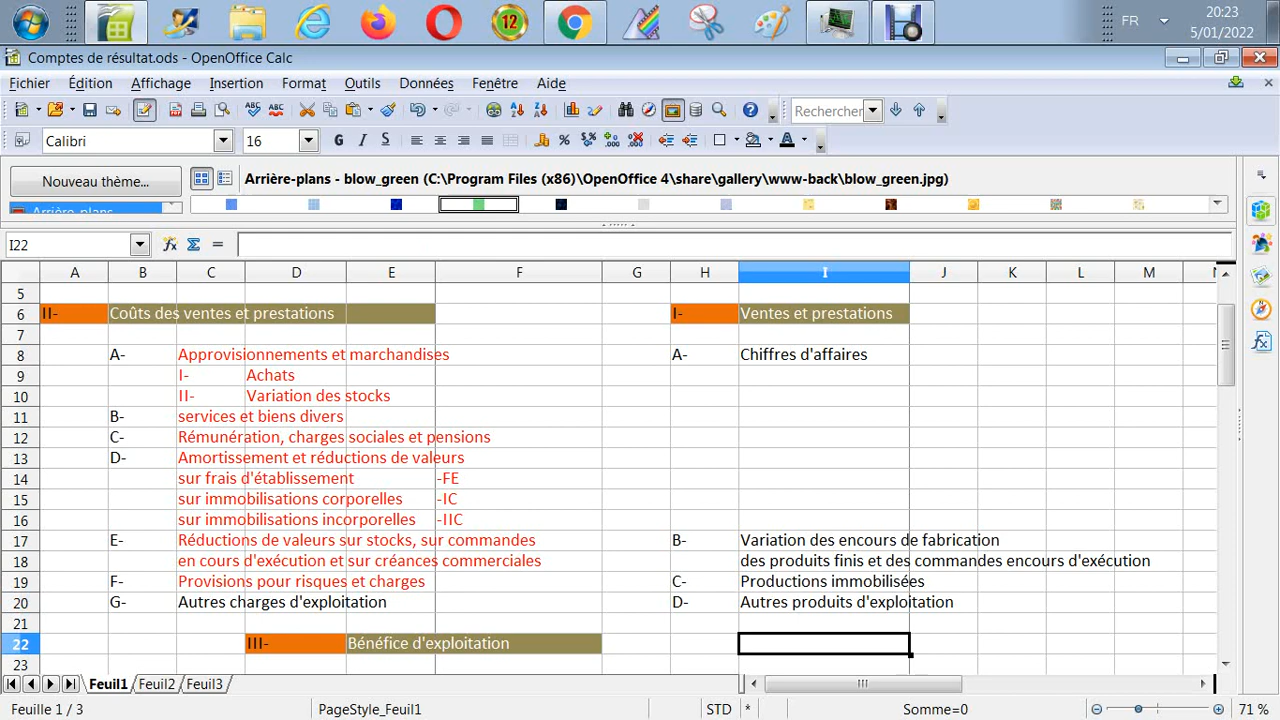 12
FR
20:23
5/01/2022
Comptes de résultat.ods - OpenOffice Calc
Fichier Édition Affichage Insertion Format Outils Données Fenêtre Aide
Rechercher
Calibri 16 G I S
Nouveau thème...
Arrière-plans - blow_green (C:\Program Files (x86)\OpenOffice 4\share\gallery\www-back\blow_green.jpg)
Arrière-plans
I22
A B C D E F G H I J K L M N
5
6 II- Coûts des ventes et prestations I- Ventes et prestations
7
8 A- Approvisionnements et marchandises A- Chiffres d'affaires
9 I- Achats
10 II- Variation des stocks
11 B- services et biens divers
12 C- Rémunération, charges sociales et pensions
13 D- Amortissement et réductions de valeurs
14 sur frais d'établissement -FE
15 sur immobilisations corporelles -IC
16 sur immobilisations incorporelles -IIC
17 E- Réductions de valeurs sur stocks, sur commandes B- Variation des encours de fabrication
18 en cours d'exécution et sur créances commerciales des produits finis et des commandes encours d'exécution
19 F- Provisions pour risques et charges C- Productions immobilisées
20 G- Autres charges d'exploitation D- Autres produits d'exploitation
21
22 III- Bénéfice d'exploitation
23
Feuil1 Feuil2 Feuil3
Feuille 1 / 3 PageStyle_Feuil1 STD * Somme=0 71 %